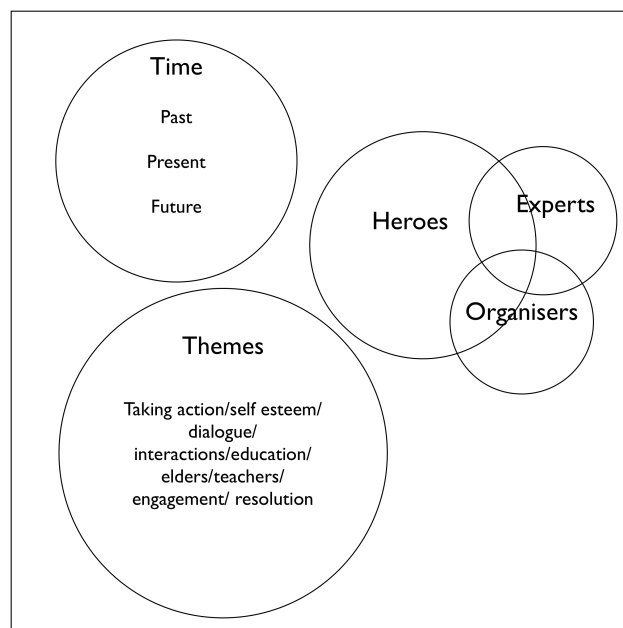 Time
Past
Present
Future
Heroes
Experts
Organisers
Themes
Taking action/self esteem/
dialogue/
interactions/education/
elders/teachers/
engagement/ resolution